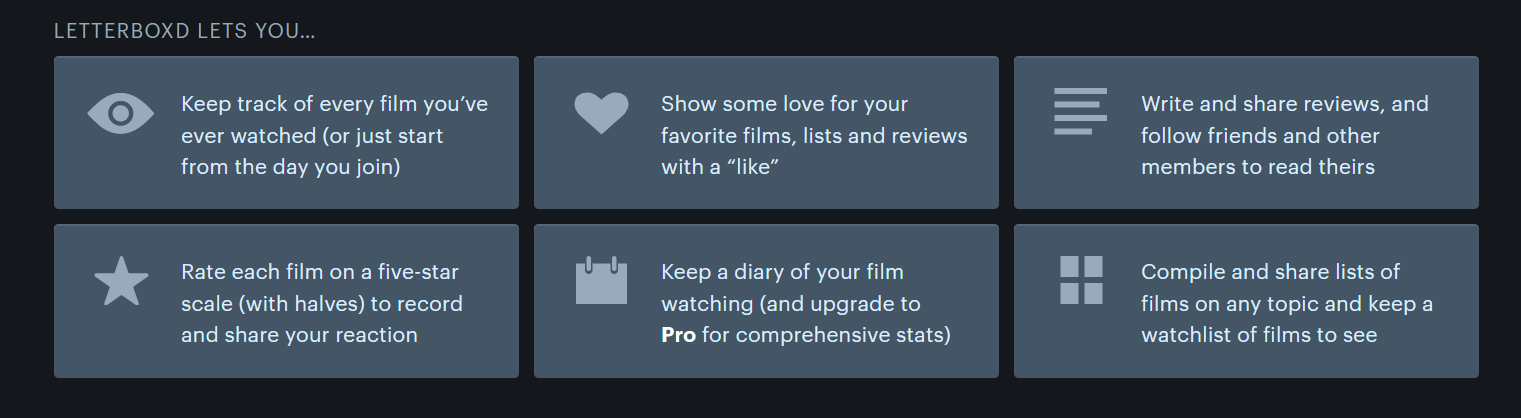 LETTERBOXD LETS YOU…
Keep track of every film you’ve
ever watched (or just start
from the day you join)
Show some love for your
favorite films, lists and reviews
with a “like”
Write and share reviews, and
follow friends and other
members to read theirs
Rate each film on a five-star
scale (with halves) to record
and share your reaction
Keep a diary of your film
watching (and upgrade to
Pro for comprehensive stats)
Compile and share lists of
films on any topic and keep a
watchlist of films to see